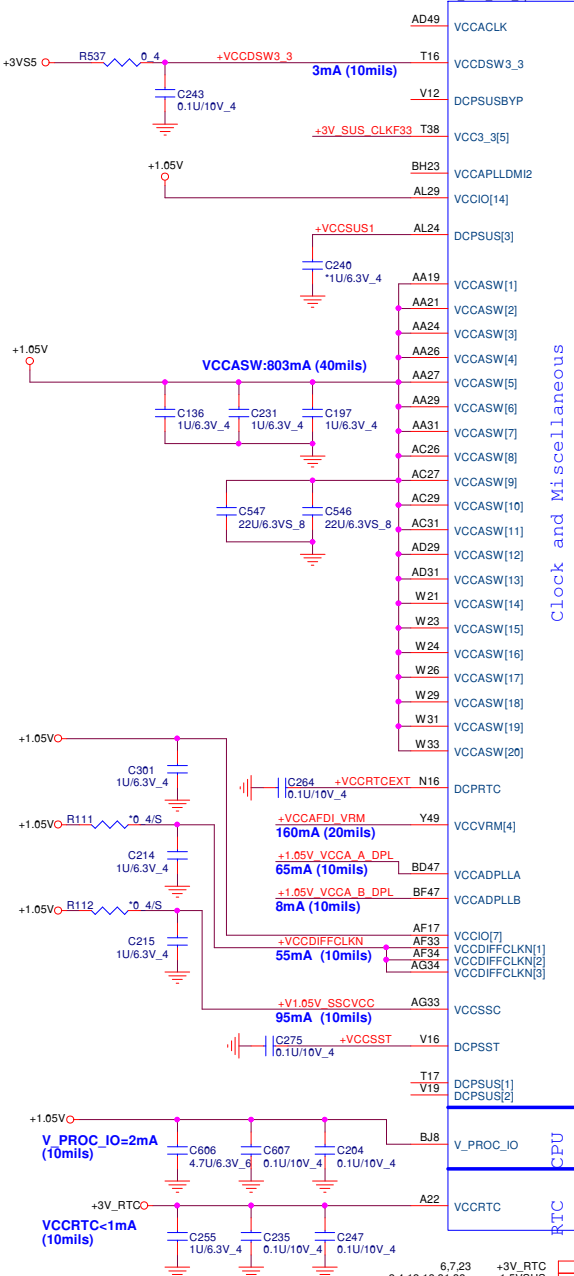 AD49 VCCACLK
+3VS5 R537 0_4 +VCCDSW3_3 T16 VCCDSW3_3
3mA (10mils)
C243
0.1U/10V_4
V12 DCPSUSBYP
+3V_SUS_CLKF33 T38 VCC3_3[5]
+1.05V
BH23 VCCAPLLDMI2
AL29 VCCIO[14]
+VCCSUS1 AL24 DCPSUS[3]
C240
*1U/6.3V_4
AA19 VCCASW[1]
AA21 VCCASW[2]
AA24 VCCASW[3]
+1.05V
AA26 VCCASW[4]
VCCASW:803mA (40mils)
AA27 VCCASW[5]
AA29 VCCASW[6]
C136 C231 C197
1U/6.3V_4 1U/6.3V_4 1U/6.3V_4
AA31 VCCASW[7]
AC26 VCCASW[8]
AC27 VCCASW[9]
AC29 VCCASW[10]
C547 C546
22U/6.3VS_8 22U/6.3VS_8
AC31 VCCASW[11]
AD29 VCCASW[12]
AD31 VCCASW[13]
W21 VCCASW[14]
W23 VCCASW[15]
W24 VCCASW[16]
W26 VCCASW[17]
W29 VCCASW[18]
W31 VCCASW[19]
W33 VCCASW[20]
Clock and Miscellaneous
+1.05V
C301
1U/6.3V_4
C264 +VCCRTCEXT N16 DCPRTC
0.1U/10V_4
+1.05V R111 *0_4/S
+VCCAFDI_VRM Y49 VCCVRM[4]
160mA (20mils)
C214
1U/6.3V_4
+1.05V_VCCA_A_DPL BD47 VCCADPLLA
65mA (10mils)
+1.05V_VCCA_B_DPL BF47 VCCADPLLB
8mA (10mils)
+1.05V R112 *0_4/S
C215
1U/6.3V_4
AF17 VCCIO[7]
+VCCDIFFCLKN AF33 VCCDIFFCLKN[1]
55mA (10mils) AF34 VCCDIFFCLKN[2]
AG34 VCCDIFFCLKN[3]
+V1.05V_SSCVCC AG33 VCCSSC
95mA (10mils)
C275 +VCCSST V16 DCPSST
0.1U/10V_4
T17 DCPSUS[1]
V19 DCPSUS[2]
+1.05V
V_PROC_IO=2mA
(10mils)
BJ8 V_PROC_IO
CPU
C606 C607 C204
4.7U/6.3V_6 0.1U/10V_4 0.1U/10V_4
+3V_RTC A22 VCCRTC
RTC
VCCRTC<1mA
(10mils)
C255 C235 C247
1U/6.3V_4 0.1U/10V_4 0.1U/10V_4
6,7,23 +3V_RTC